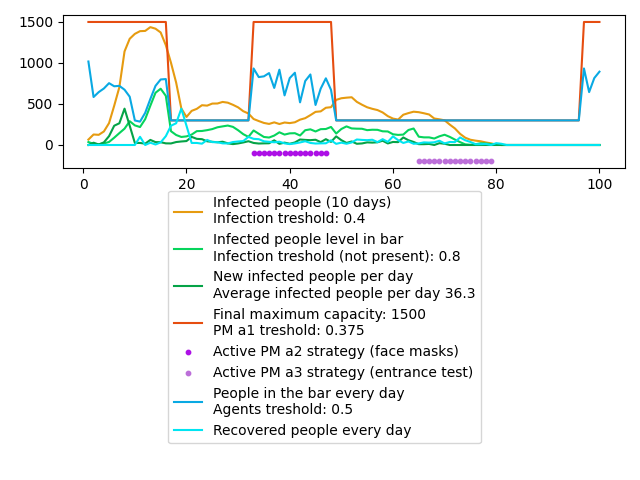 1500
1000
500
0
0 20 40 60 80 100
Infected people (10 days)
Infection treshold: 0.4
Infected people level in bar
Infection treshold (not present): 0.8
New infected people per day
Average infected people per day 36.3
Final maximum capacity: 1500
PM a1 treshold: 0.375
Active PM a2 strategy (face masks)
Active PM a3 strategy (entrance test)
People in the bar every day
Agents treshold: 0.5
Recovered people every day